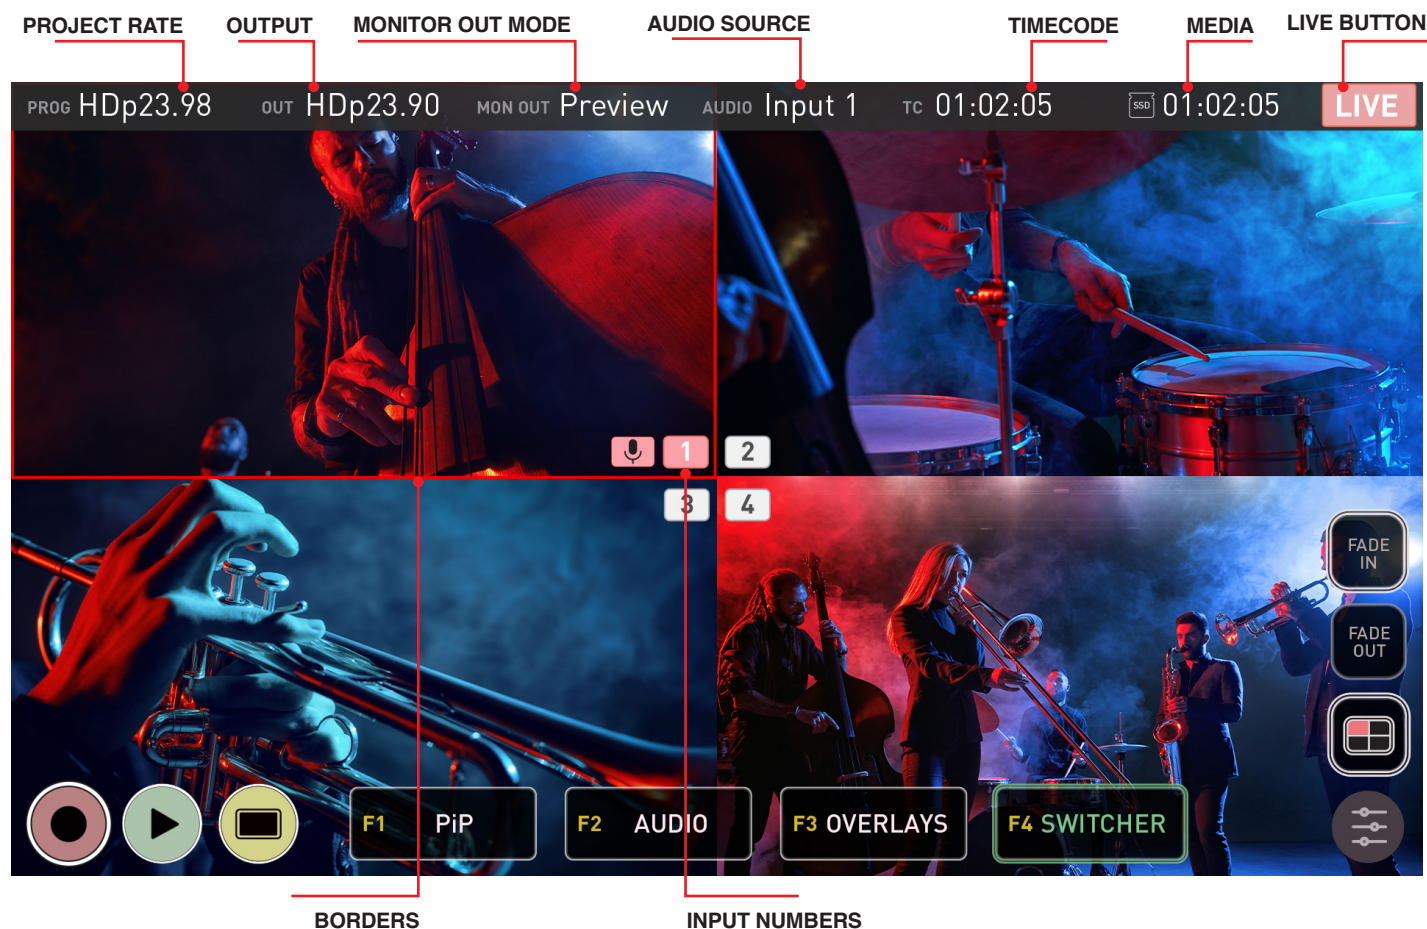 PROJECT RATE OUTPUT MONITOR OUT MODE AUDIO SOURCE TIMECODE MEDIA LIVE BUTTON
PROG HDp23.98 OUT HDp23.90 MON OUT Preview AUDIO Input 1 TC 01:02:05 SSD 01:02:05 LIVE
1 2
3 4
FADE
IN
FADE
OUT
F1 PiP F2 AUDIO F3 OVERLAYS F4 SWITCHER
BORDERS INPUT NUMBERS